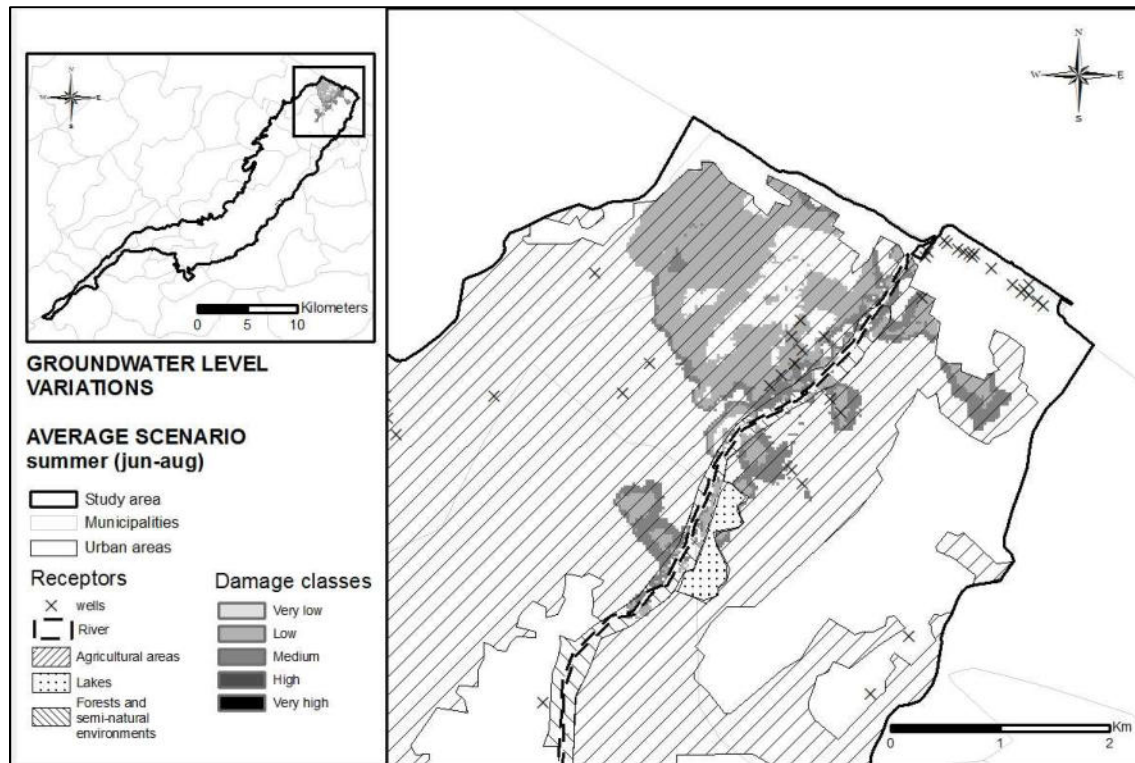 N
W
E
S
Kilometers
0
5
10
GROUNDWATER LEVEL
VARIATIONS
AVERAGE SCENARIO
summer (jun-aug)
Study area
Municipalities
Urban areas
Receptors
wells
River
Agricultural areas
Lakes
Forests and
semi-natural
environments
Damage classes
Very low
Low
Medium
High
Very high
N
W
E
S
Km
0
1
2